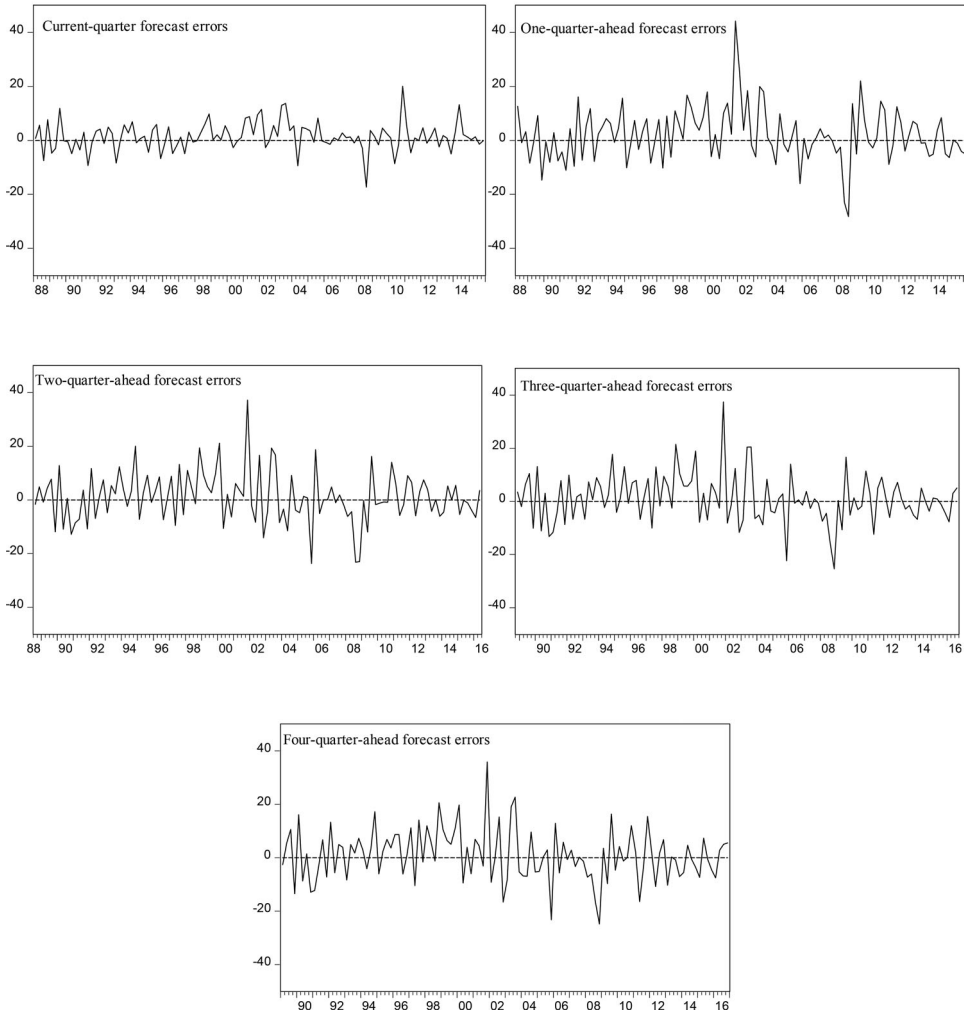 Current-quarter forecast errors
40
20
0
-20
-40
88 90 92 94 96 98 00 02 04 06 08 10 12 14
One-quarter-ahead forecast errors
40
20
0
-20
-40
88 90 92 94 96 98 00 02 04 06 08 10 12 14
Two-quarter-ahead forecast errors
40
20
0
-20
-40
88 90 92 94 96 98 00 02 04 06 08 10 12 14 16
Three-quarter-ahead forecast errors
40
20
0
-20
-40
90 92 94 96 98 00 02 04 06 08 10 12 14 16
Four-quarter-ahead forecast errors
40
20
0
-20
-40
90 92 94 96 98 00 02 04 06 08 10 12 14 16